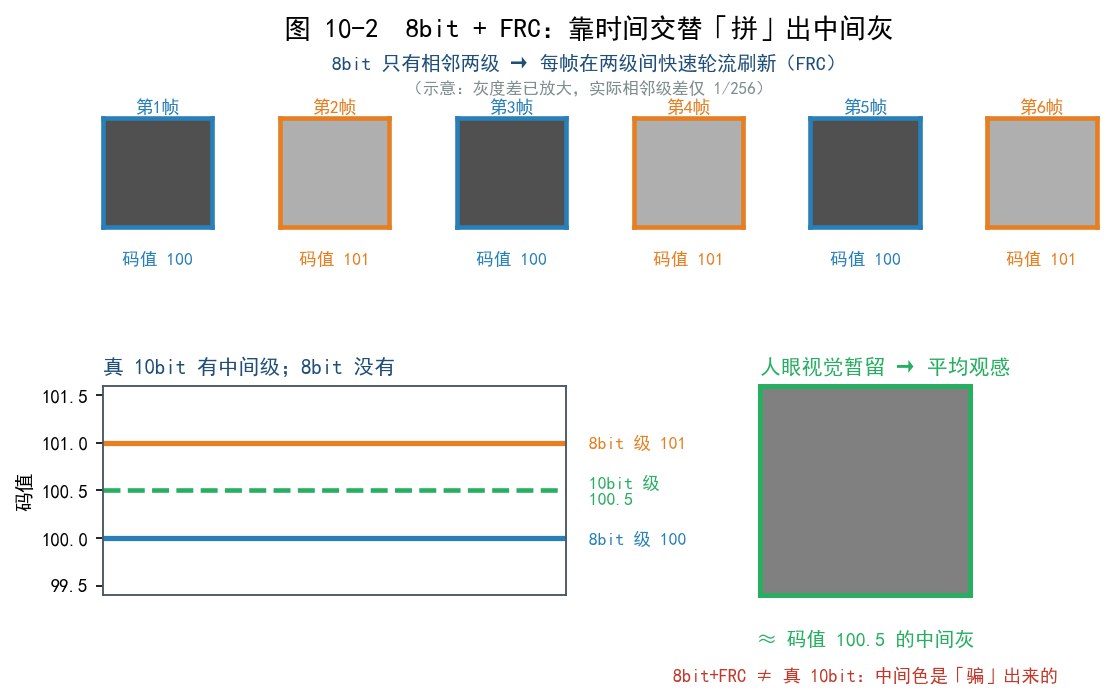 图 10-2  8bit + FRC：靠时间交替「拼」出中间灰
8bit 只有相邻两级 → 每帧在两级间快速轮流刷新（FRC）
（示意：灰度差已放大，实际相邻级差仅 1/256）
第1帧 第2帧 第3帧 第4帧 第5帧 第6帧
码值 100 码值 101 码值 100 码值 101 码值 100 码值 101
真 10bit 有中间级；8bit 没有
码值
101.5
101.0
100.5
100.0
99.5
8bit 级 101
10bit 级
100.5
8bit 级 100
人眼视觉暂留 → 平均观感
≈ 码值 100.5 的中间灰
8bit+FRC ≠ 真 10bit：中间色是「骗」出来的